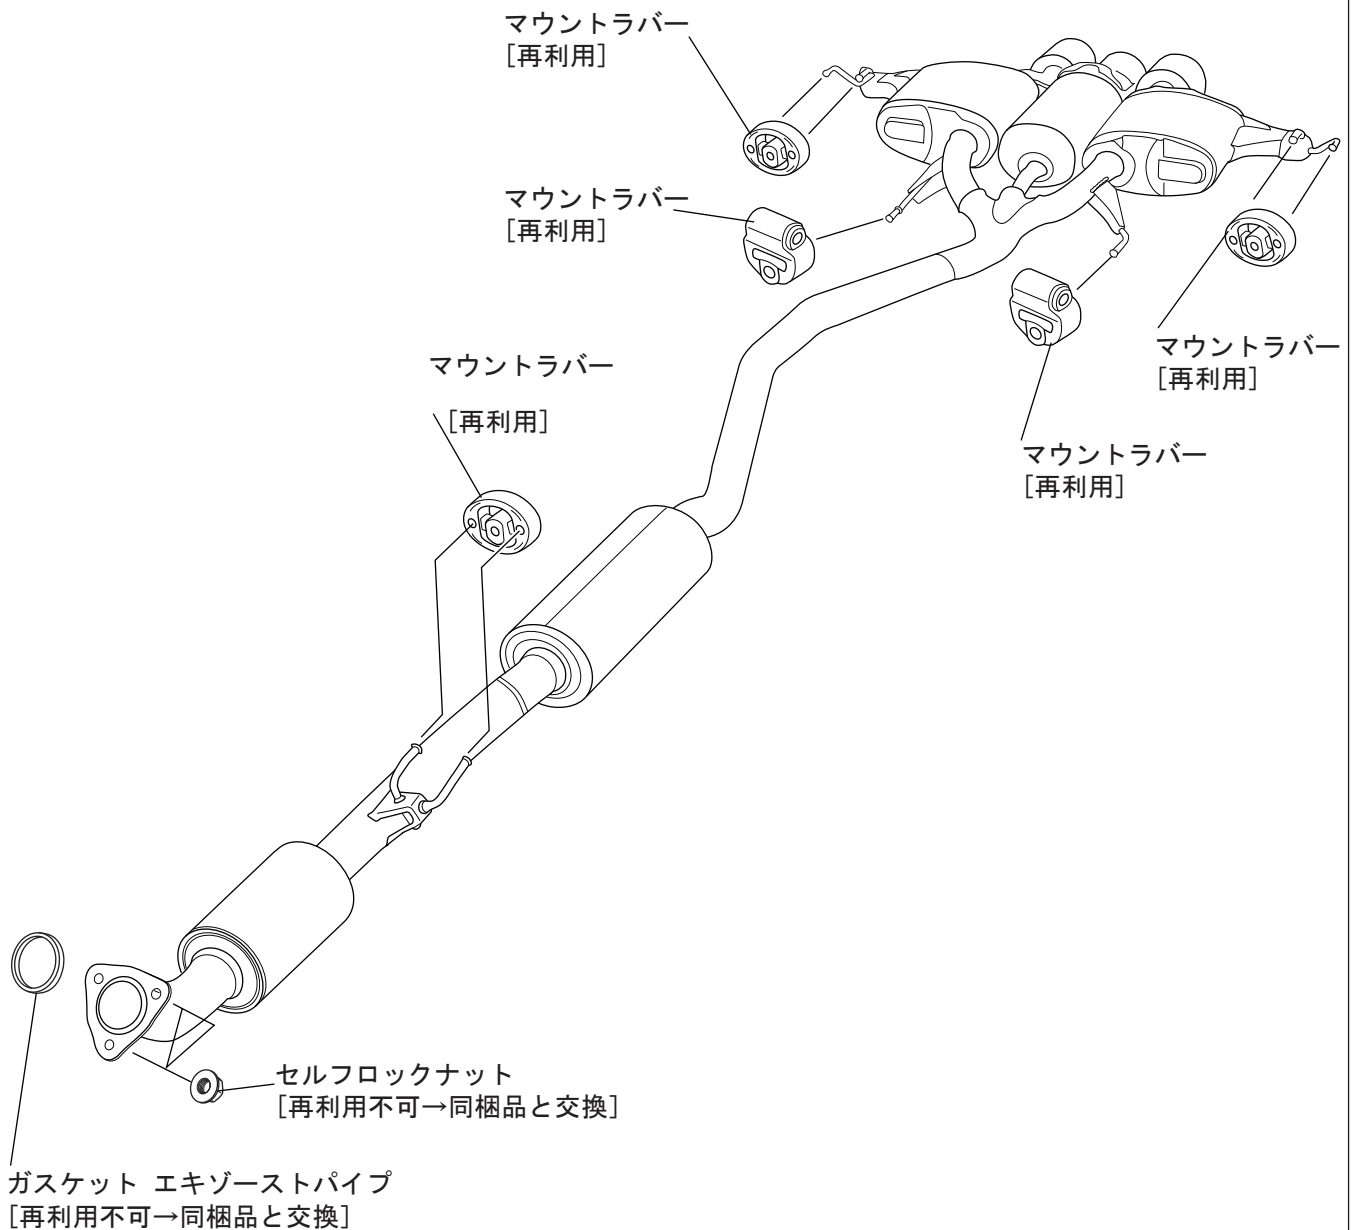 マウントラバー
[再利用]
マウントラバー
[再利用]
マウントラバー
[再利用]
マウントラバー
[再利用]
マウントラバー
[再利用]
セルフロックナット
[再利用不可→同梱品と交換]
ガスケット エキゾーストパイプ
[再利用不可→同梱品と交換]